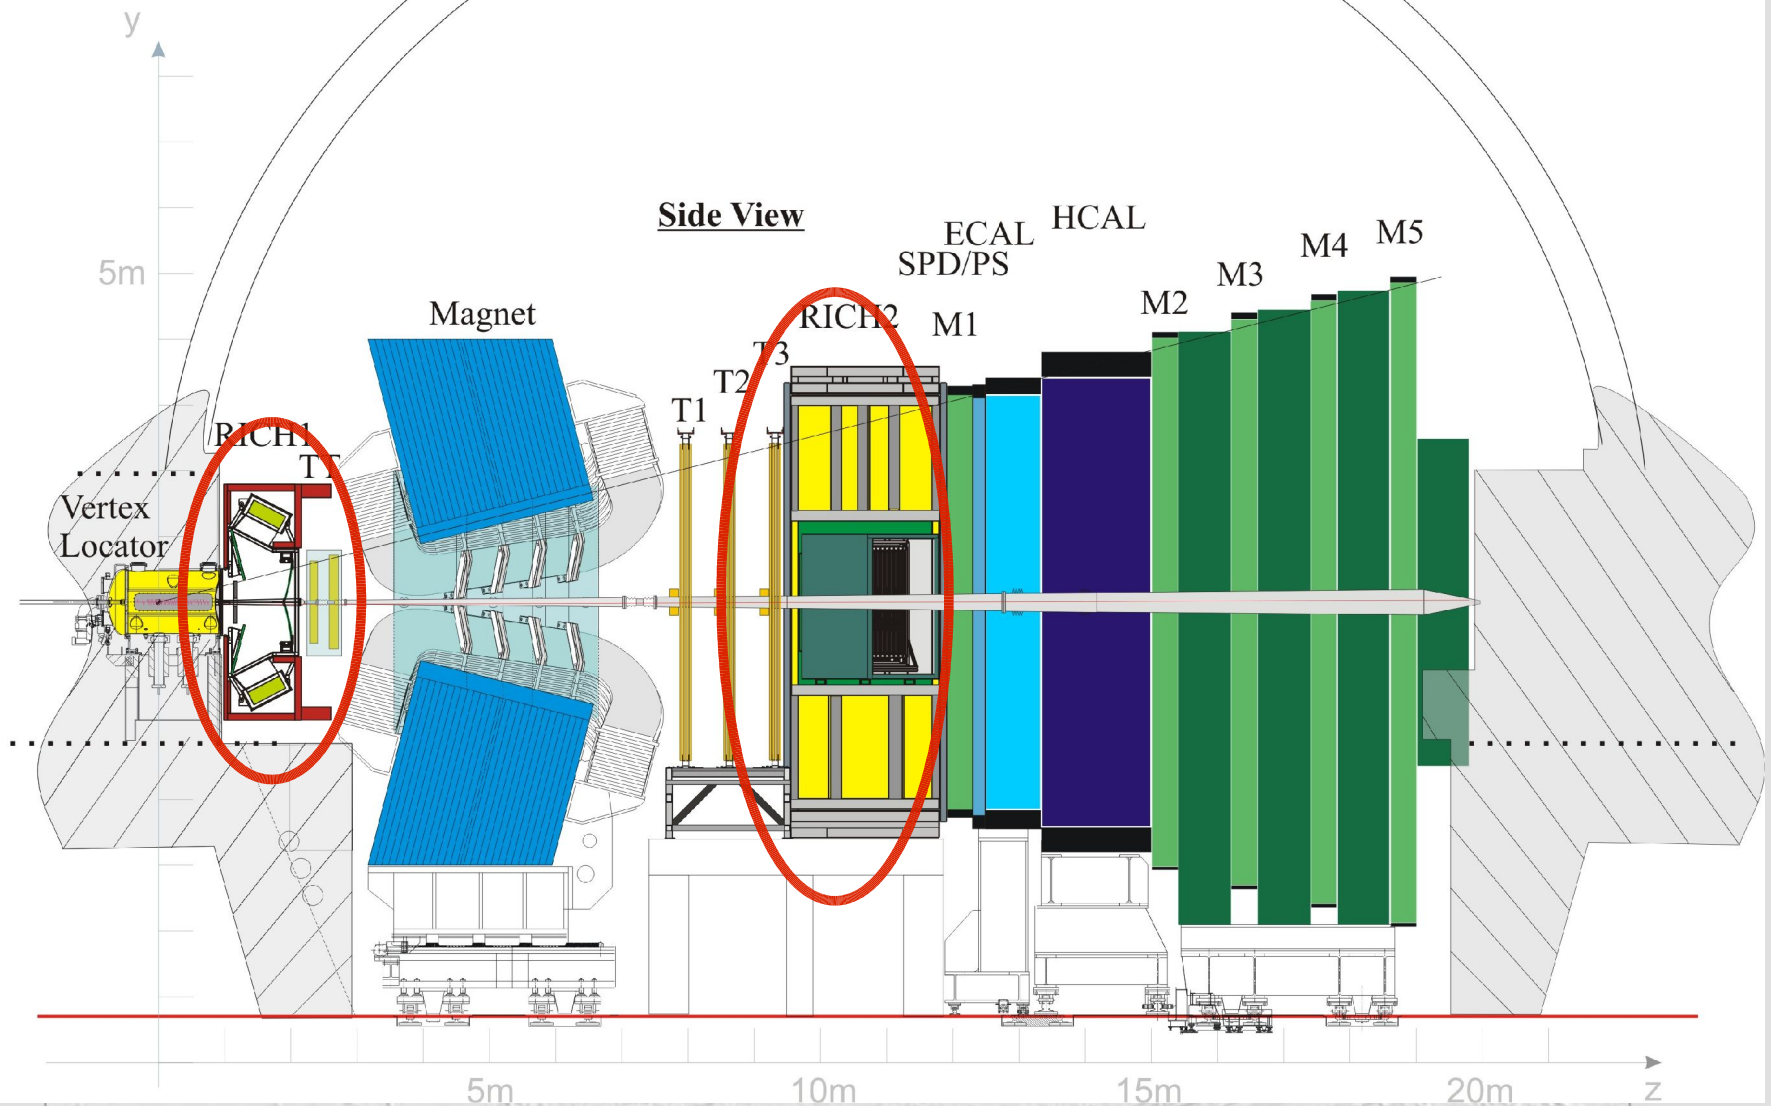 y
5m
Side View
ECAL
HCAL
SPD/PS
M1
M2
M3
M4
M5
Magnet
RICH2
T3
T2
T1
RICH1
TT
Vertex
Locator
5m
10m
15m
20m
z